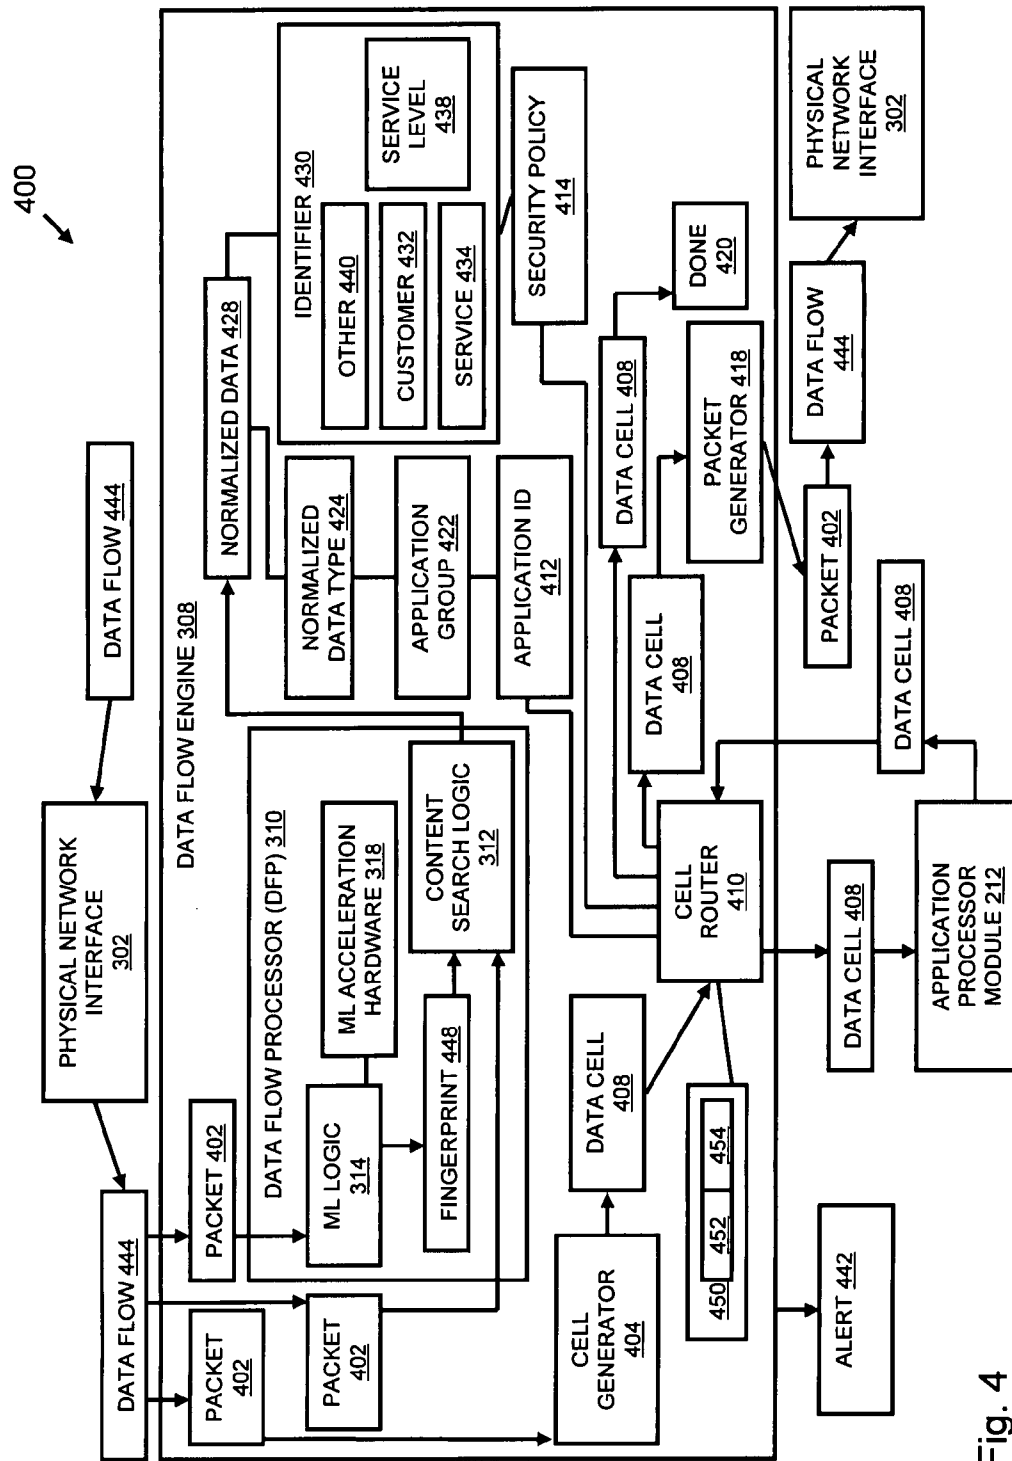 400
DATA FLOW 444
PHYSICAL NETWORK
INTERFACE
302
DATA FLOW 444
DATA FLOW ENGINE 308
PACKET
402
PACKET 402
PACKET
402
DATA FLOW PROCESSOR (DFP) 310
ML LOGIC
314
ML ACCELERATION
HARDWARE 318
FINGERPRINT 448
CONTENT
SEARCH LOGIC
312
NORMALIZED DATA 428
NORMALIZED
DATA TYPE 424
APPLICATION
GROUP 422
APPLICATION ID
412
IDENTIFIER 430
OTHER 440
CUSTOMER 432
SERVICE 434
SERVICE
LEVEL
438
SECURITY POLICY
414
CELL
GENERATOR
404
DATA CELL
408
CELL
ROUTER
410
450
452
454
DATA CELL
408
DATA CELL 408
PACKET
GENERATOR 418
DONE
420
ALERT 442
DATA CELL 408
APPLICATION
PROCESSOR
MODULE 212
DATA CELL 408
PACKET 402
DATA FLOW
444
PHYSICAL
NETWORK
INTERFACE
302
Fig. 4